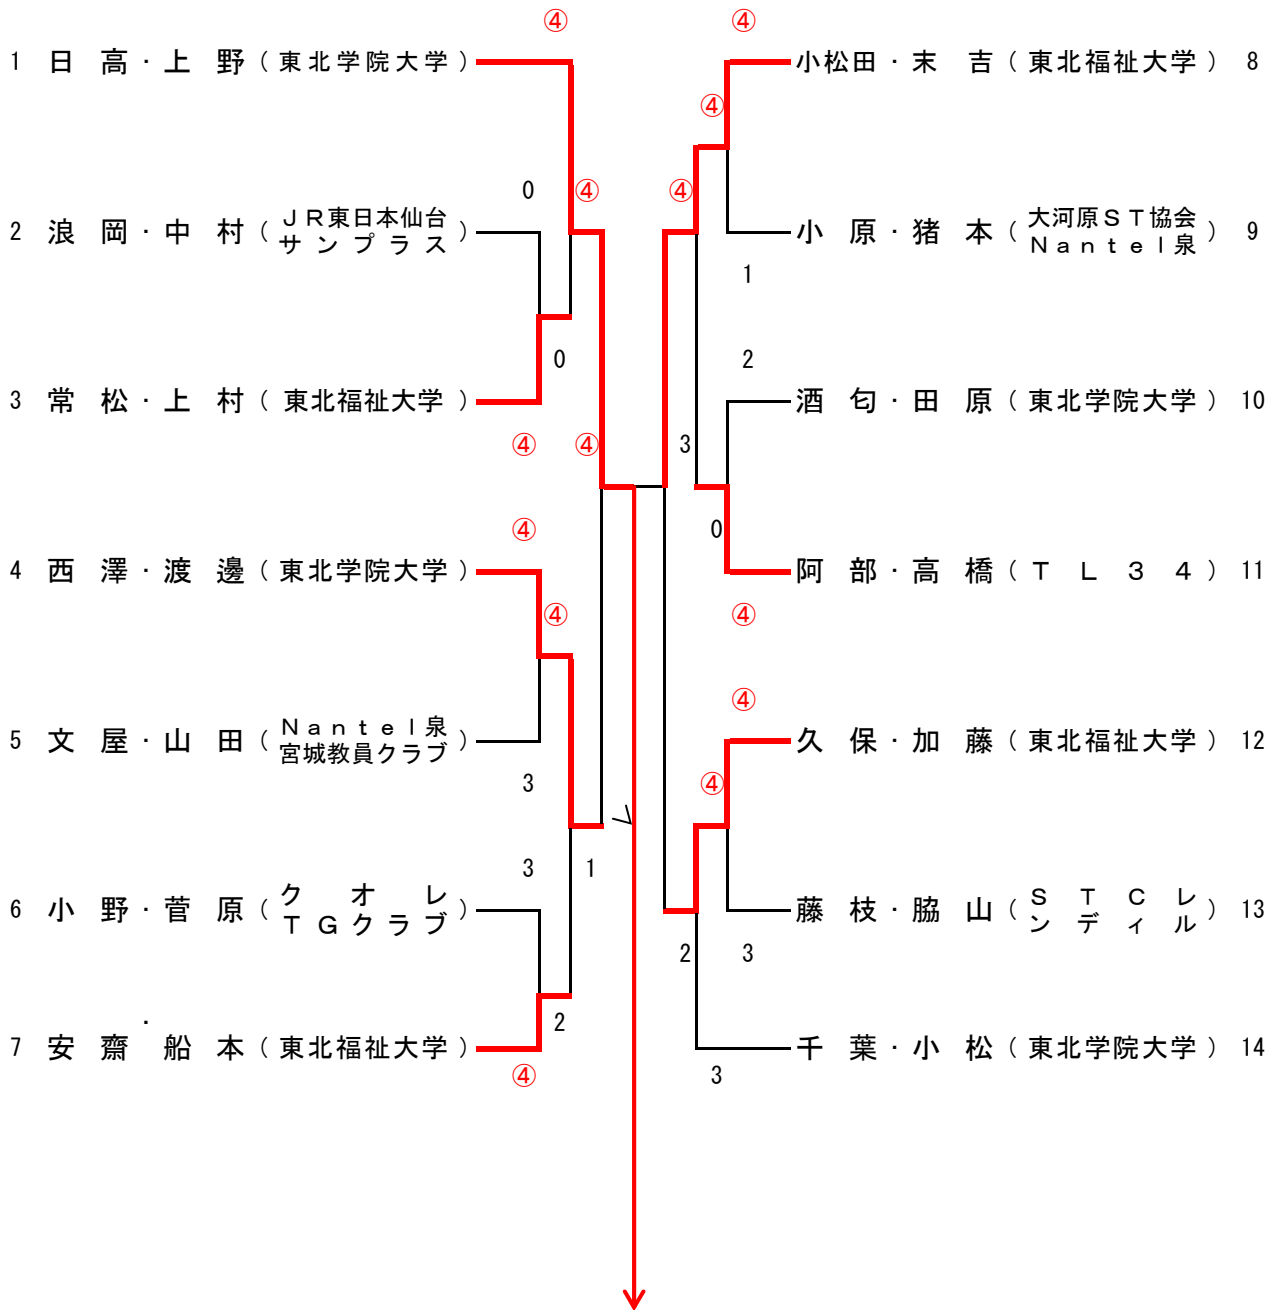 ④ ④
1 日高・上野（東北学院大学） 小松田・末吉（東北福祉大学） 8
④
0 ④ ④
2 浪岡・中村（ＪＲ東日本仙台 サンプラス） 小原・猪本（大河原ＳＴ協会 Ｎａｎｔｅｌ泉） 9
1
0 2
3 常松・上村（東北福祉大学） 酒匂・田原（東北学院大学） 10
④ ④ 3
④ 0
4 西澤・渡邊（東北学院大学） 阿部・高橋（ＴＬ３４） 11
④ ④
④
5 文屋・山田（Ｎａｎｔｅｌ泉 宮城教員クラブ） 久保・加藤（東北福祉大学） 12
3 ④
3 1
6 小野・菅原（クオレ ＴＧクラブ） 藤枝・脇山（ＳＴＣレンディル） 13
2 3
2
7 安齋・船本（東北福祉大学） 千葉・小松（東北学院大学） 14
④ 3